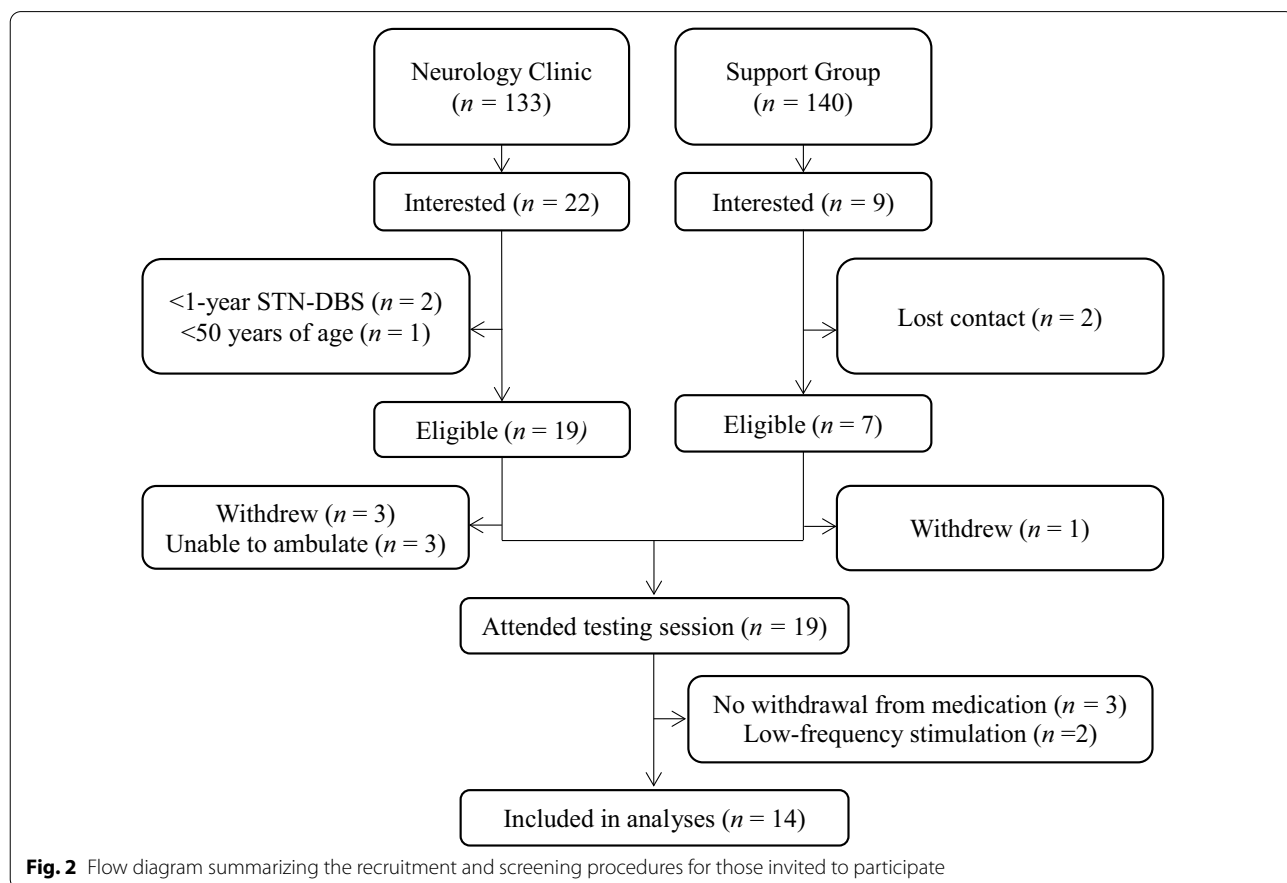 Neurology Clinic
(n = 133)
Support Group
(n = 140)
Interested (n = 22)
Interested (n = 9)
<1-year STN-DBS (n = 2)
<50 years of age (n = 1)
Lost contact (n = 2)
Eligible (n = 19)
Eligible (n = 7)
Withdrew (n = 3)
Unable to ambulate (n = 3)
Withdrew (n = 1)
Attended testing session (n = 19)
No withdrawal from medication (n = 3)
Low-frequency stimulation (n =2)
Included in analyses (n = 14)
Fig. 2 Flow diagram summarizing the recruitment and screening procedures for those invited to participate